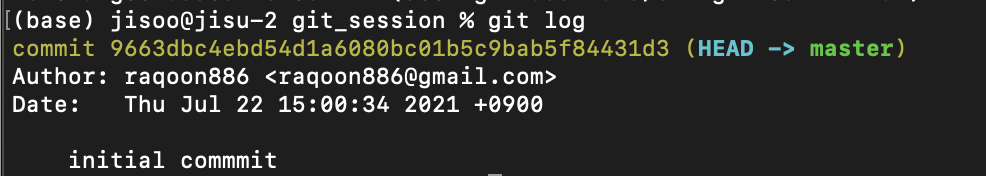 (base) jisoo@jisu-2 git_session % git log
commit 9663dbc4ebd54d1a6080bc01b5c9bab5f84431d3 (HEAD -> master)
Author: raqoon886 <raqoon886@gmail.com>
Date:   Thu Jul 22 15:00:34 2021 +0900
initial commmit